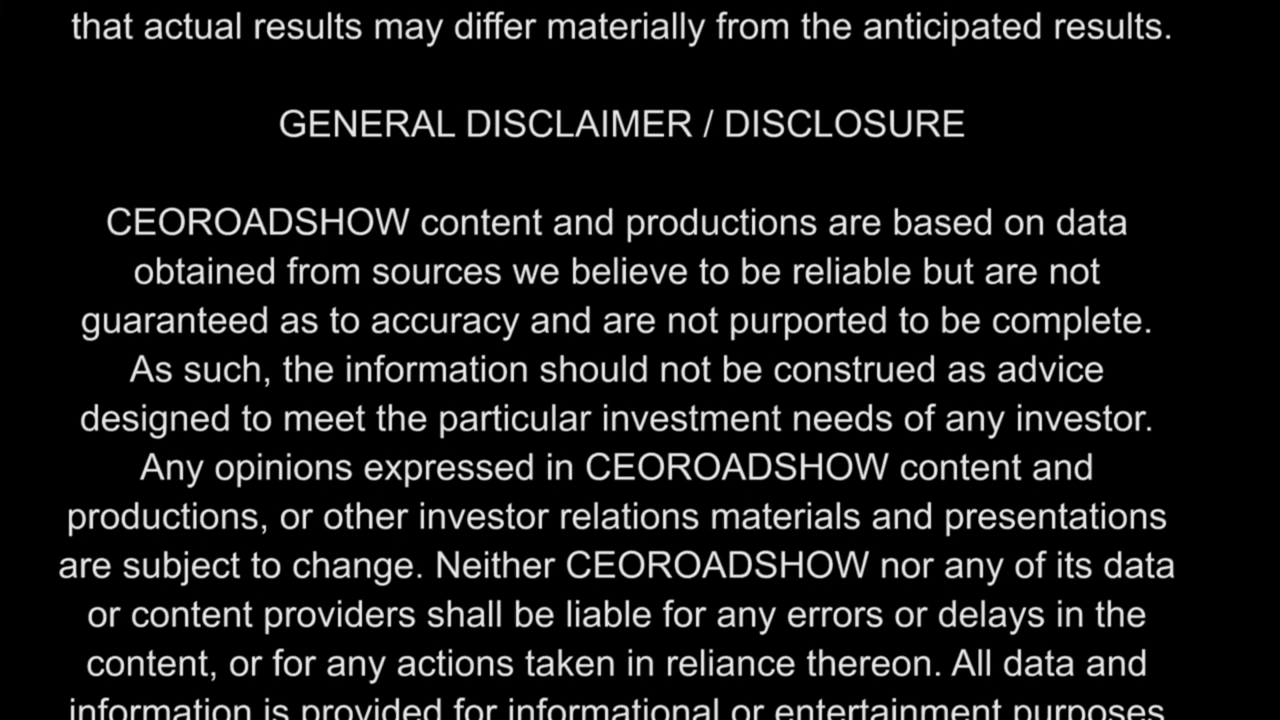 that actual results may differ materially from the anticipated results.
GENERAL DISCLAIMER / DISCLOSURE
CEOROADSHOW content and productions are based on data
obtained from sources we believe to be reliable but are not
guaranteed as to accuracy and are not purported to be complete.
As such, the information should not be construed as advice
designed to meet the particular investment needs of any investor.
Any opinions expressed in CEOROADSHOW content and
productions, or other investor relations materials and presentations
are subject to change. Neither CEOROADSHOW nor any of its data
or content providers shall be liable for any errors or delays in the
content, or for any actions taken in reliance thereon. All data and
information is provided for informational or entertainment purposes